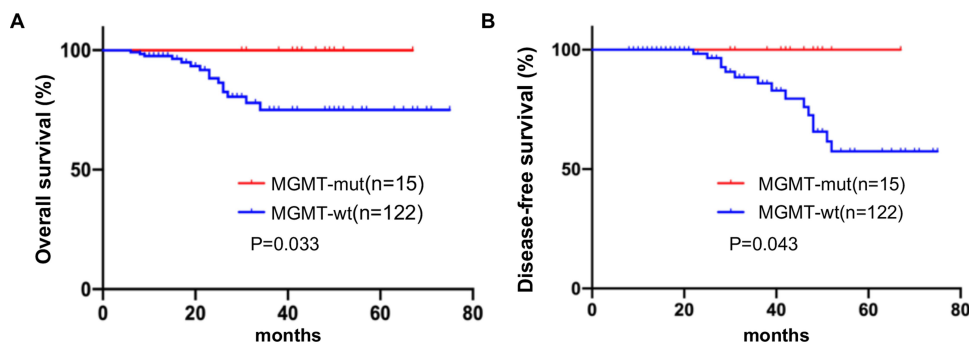 A
Overall survival (%)
100
50
0
MGMT-mut(n=15)
MGMT-wt(n=122)
P=0.033
0 20 40 60 80
months
B
Disease-free survival (%)
100
50
0
MGMT-mut(n=15)
MGMT-wt(n=122)
P=0.043
0 20 40 60 80
months